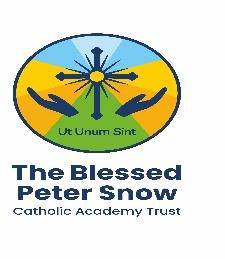 Ut Unum Sint
The Blessed
Peter Snow
Catholic Academy Trust